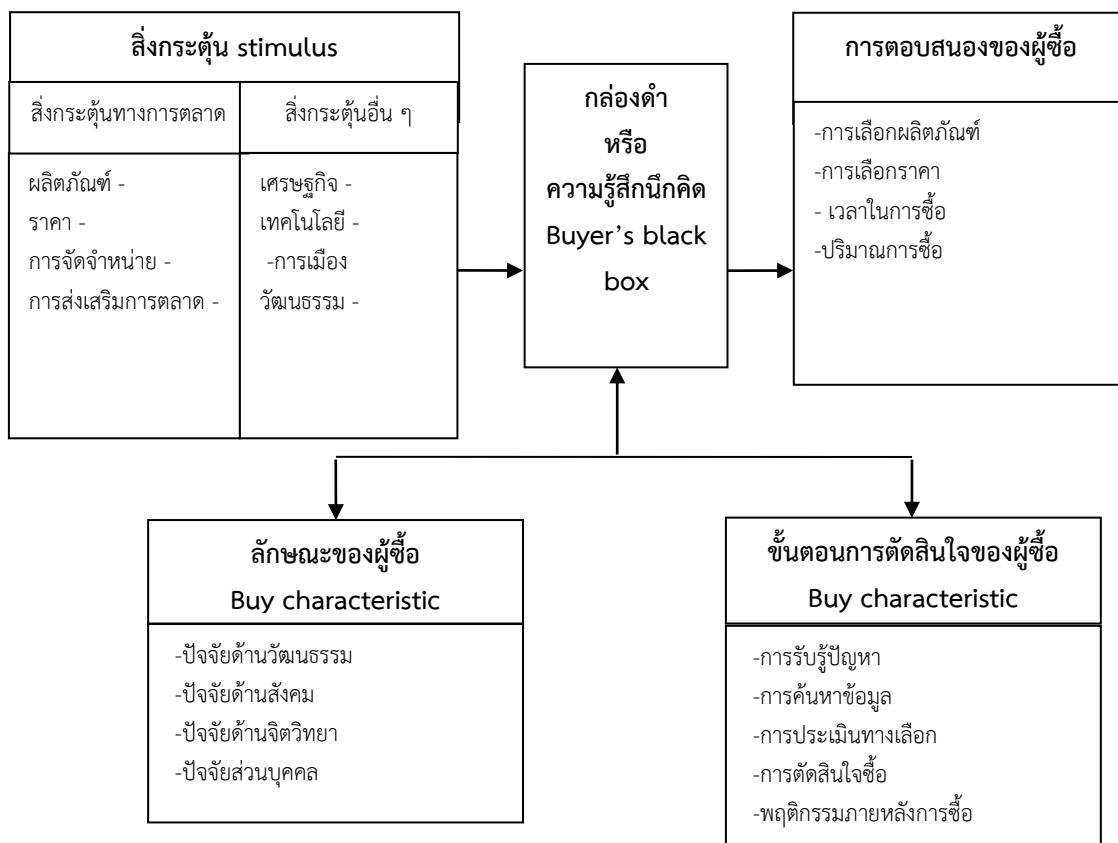 สิ่งกระตุ้น stimulus
สิ่งกระตุ้นทางการตลาด
สิ่งกระตุ้นอื่น ๆ
ผลิตภัณฑ์ -
ราคา -
การจัดจำหน่าย -
การส่งเสริมการตลาด -
เศรษฐกิจ -
เทคโนโลยี -
-การเมือง
วัฒนธรรม -
กล่องดำ
หรือ
ความรู้สึกนึกคิด
Buyer’s black
box
การตอบสนองของผู้ซื้อ
-การเลือกผลิตภัณฑ์
-การเลือกราคา
- เวลาในการซื้อ
-ปริมาณการซื้อ
ลักษณะของผู้ซื้อ
Buy characteristic
-ปัจจัยด้านวัฒนธรรม
-ปัจจัยด้านสังคม
-ปัจจัยด้านจิตวิทยา
-ปัจจัยส่วนบุคคล
ขั้นตอนการตัดสินใจของผู้ซื้อ
Buy characteristic
-การรับรู้ปัญหา
-การค้นหาข้อมูล
-การประเมินทางเลือก
-การตัดสินใจซื้อ
-พฤติกรรมภายหลังการซื้อ